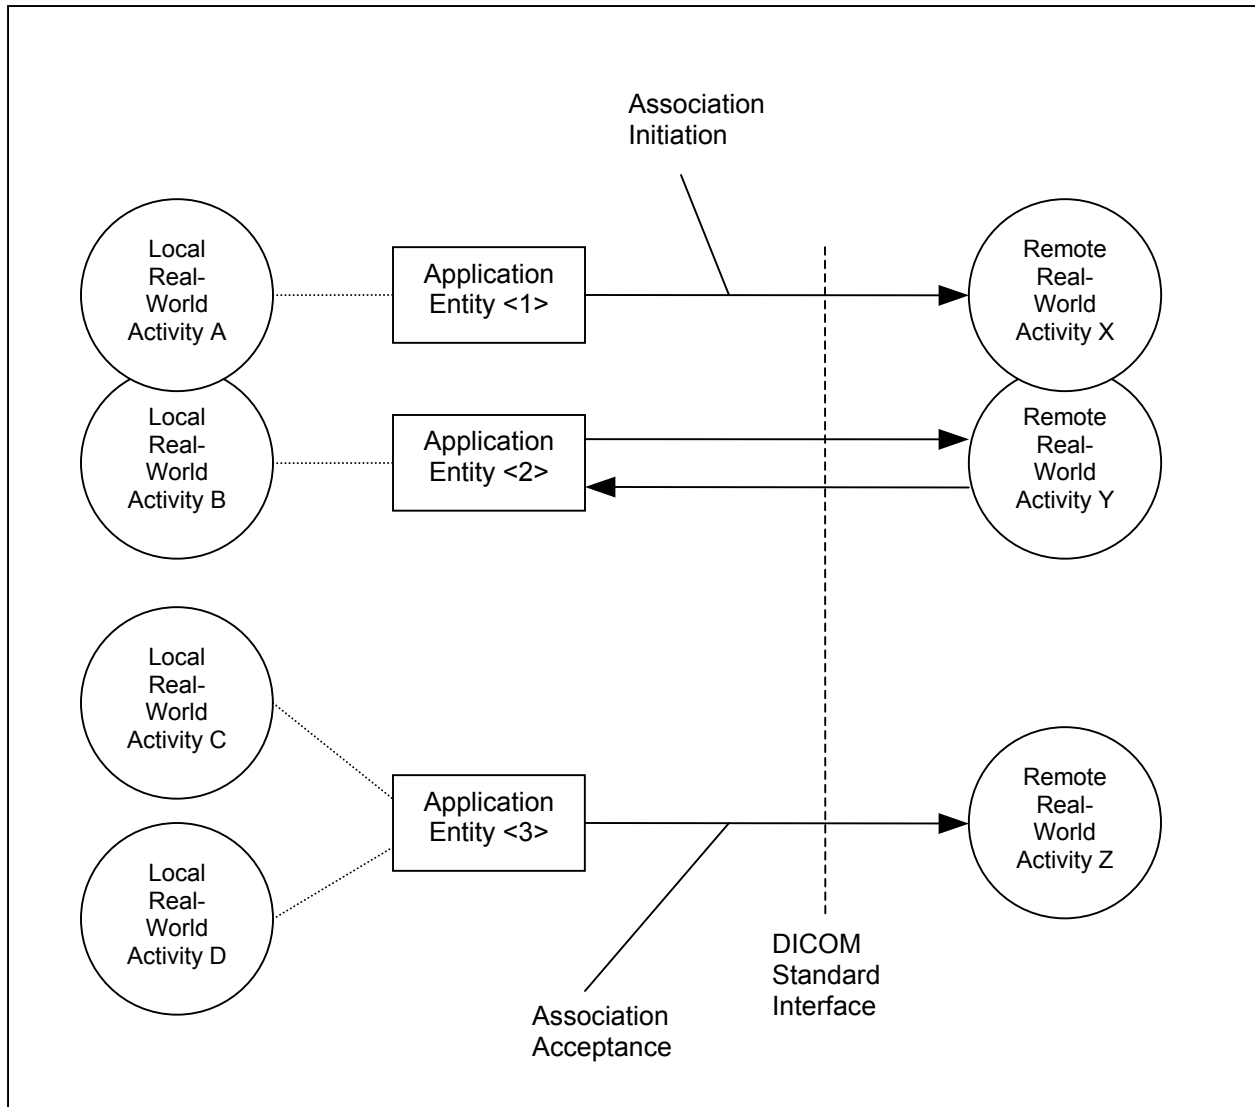 Association
Initiation
Local
Real-
World
Activity A
Application
Entity <1>
Remote
Real-
World
Activity X
Local
Real-
World
Activity B
Application
Entity <2>
Remote
Real-
World
Activity Y
Local
Real-
World
Activity C
Application
Entity <3>
Remote
Real-
World
Activity Z
Local
Real-
World
Activity D
DICOM
Standard
Interface
Association
Acceptance